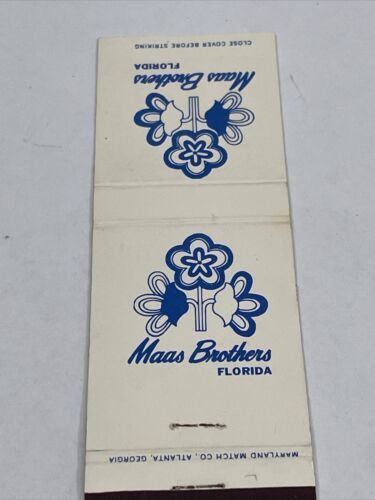 CLOSE COVER BEFORE STRIKING
Maas Brothers
FLORIDA
Maas Brothers
FLORIDA
MARYLAND MATCH CO., ATLANTA, GEORGIA